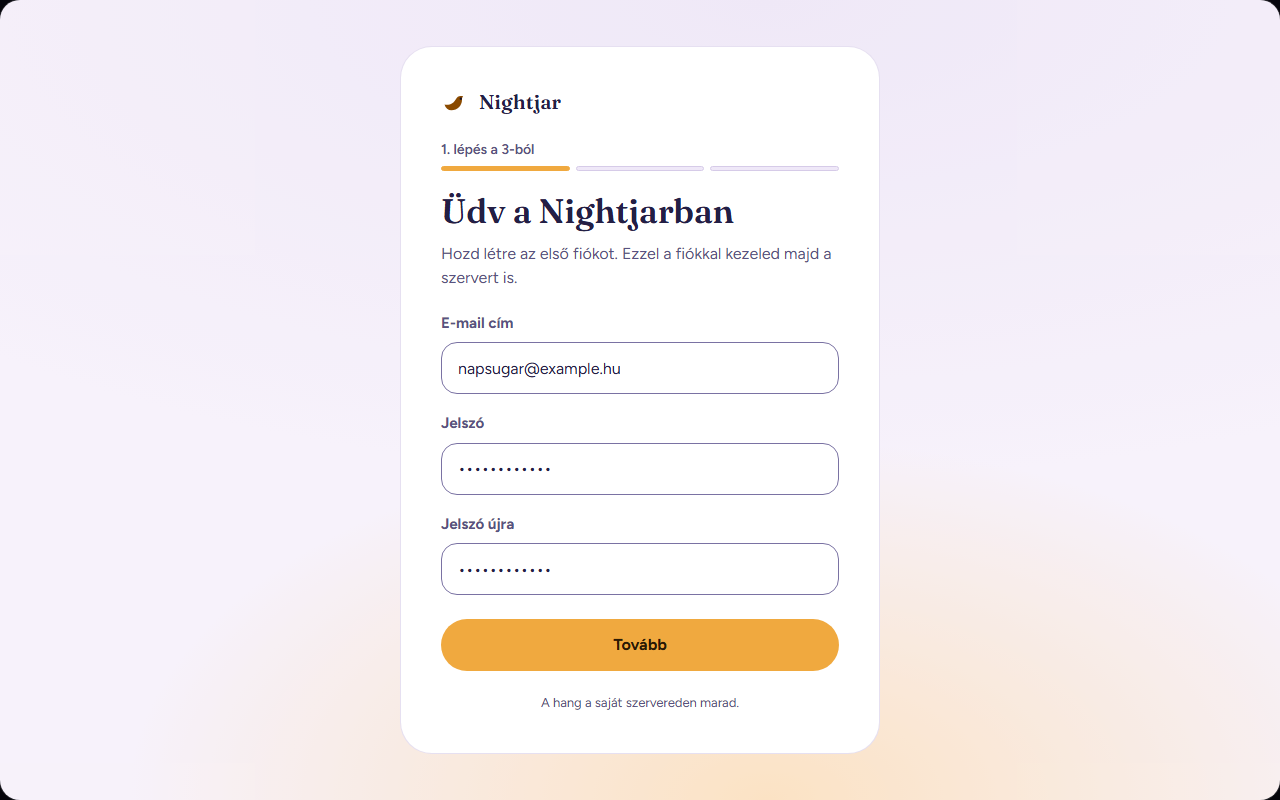 Nightjar
1. lépés a 3-ból
Üdv a Nightjarban
Hozd létre az első fiókot. Ezzel a fiókkal kezeled majd a
szervert is.
E-mail cím
napsugar@example.hu
Jelszó
••••••••••••
Jelszó újra
••••••••••••
Tovább
A hang a saját szervereden marad.